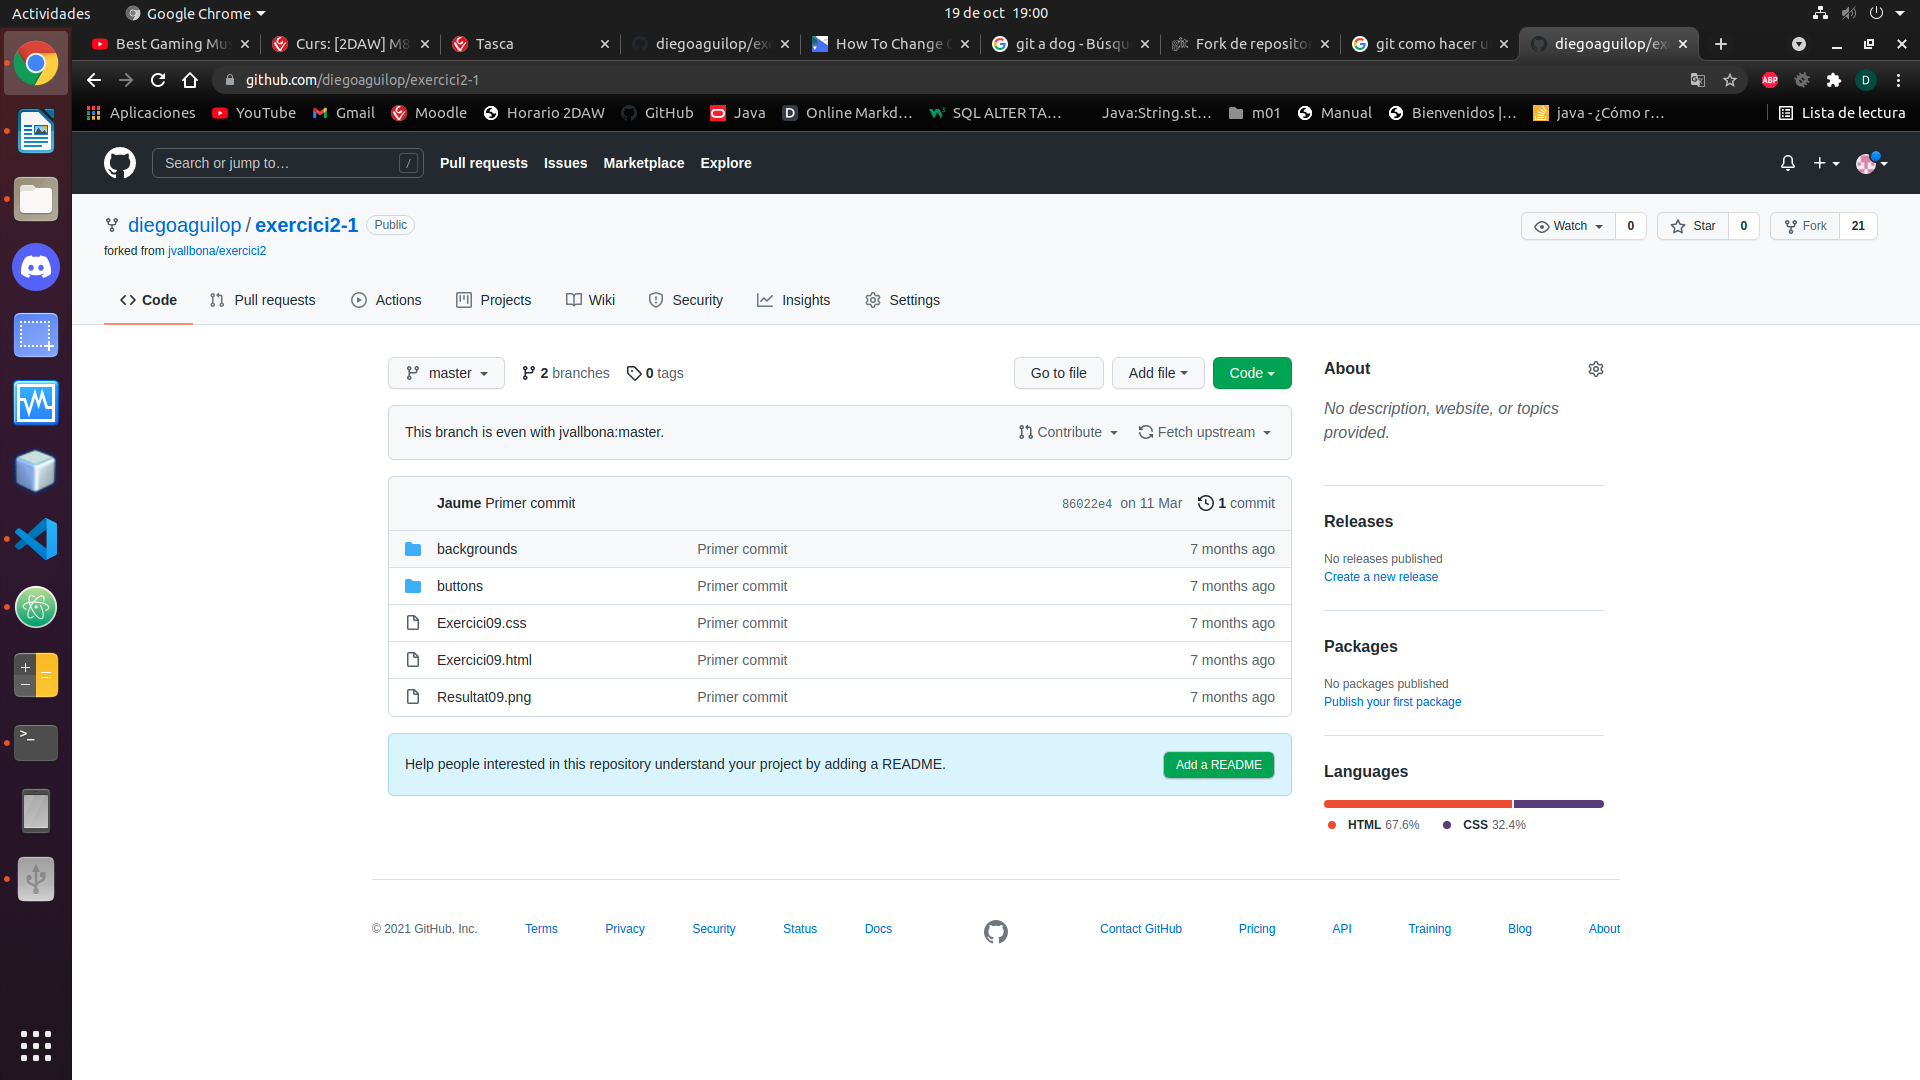 Actividades
Google Chrome
19 de oct 19:00
Best Gaming Mu
Curs: [2DAW] M8
Tasca
diegoaguilop/exe
How To Change
git a dog - Búsqu
Fork de repositor
git como hacer u
diegoaguilop/exe
github.com/diegoaguilop/exercici2-1
ABP
D
Aplicaciones
YouTube
Gmail
Moodle
Horario 2DAW
GitHub
Java
Online Markd…
SQL ALTER TA…
Java:String.st…
m01
Manual
Bienvenidos |…
java - ¿Cómo r…
Lista de lectura
Search or jump to…
/
Pull requests
Issues
Marketplace
Explore
diegoaguilop / exercici2-1
Public
Watch
0
Star
0
Fork
21
forked from jvallbona/exercici2
Code
Pull requests
Actions
Projects
Wiki
Security
Insights
Settings
master
2 branches
0 tags
Go to file
Add file
Code
This branch is even with jvallbona:master.
Contribute
Fetch upstream
Jaume Primer commit
86022e4 on 11 Mar
1 commit
backgrounds
Primer commit
7 months ago
buttons
Primer commit
7 months ago
Exercici09.css
Primer commit
7 months ago
Exercici09.html
Primer commit
7 months ago
Resultat09.png
Primer commit
7 months ago
Help people interested in this repository understand your project by adding a README.
Add a README
About
No description, website, or topics
provided.
Releases
No releases published
Create a new release
Packages
No packages published
Publish your first package
Languages
HTML 67.6%
CSS 32.4%
© 2021 GitHub, Inc.
Terms
Privacy
Security
Status
Docs
Contact GitHub
Pricing
API
Training
Blog
About